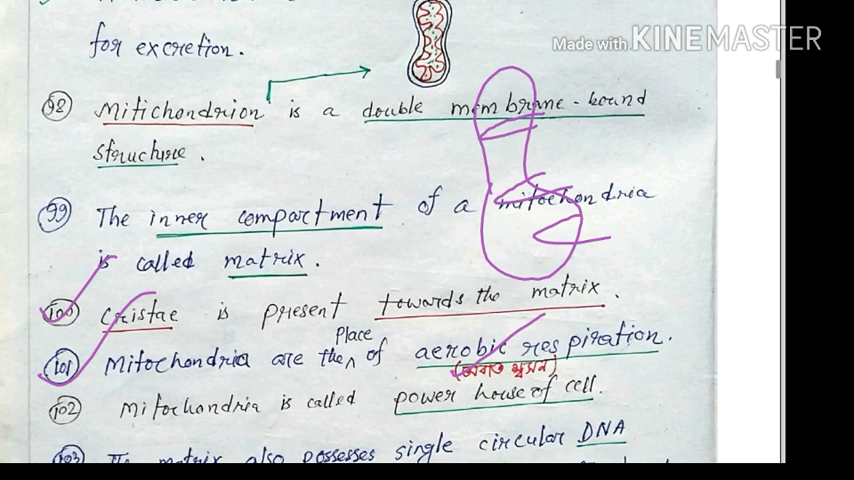 for excretion.
Made with KINEMASTER
98 Mitichondrion is a double membrane-bound
structure.
99 The inner compartment of a mitochondria
is called matrix.
100 Cristae is present towards the matrix.
Place
101 Mitochondria are the ^ of aerobic respiration.
102 Mitochandria is called power house of cell.
103 The matrix also possesses single circular DNA